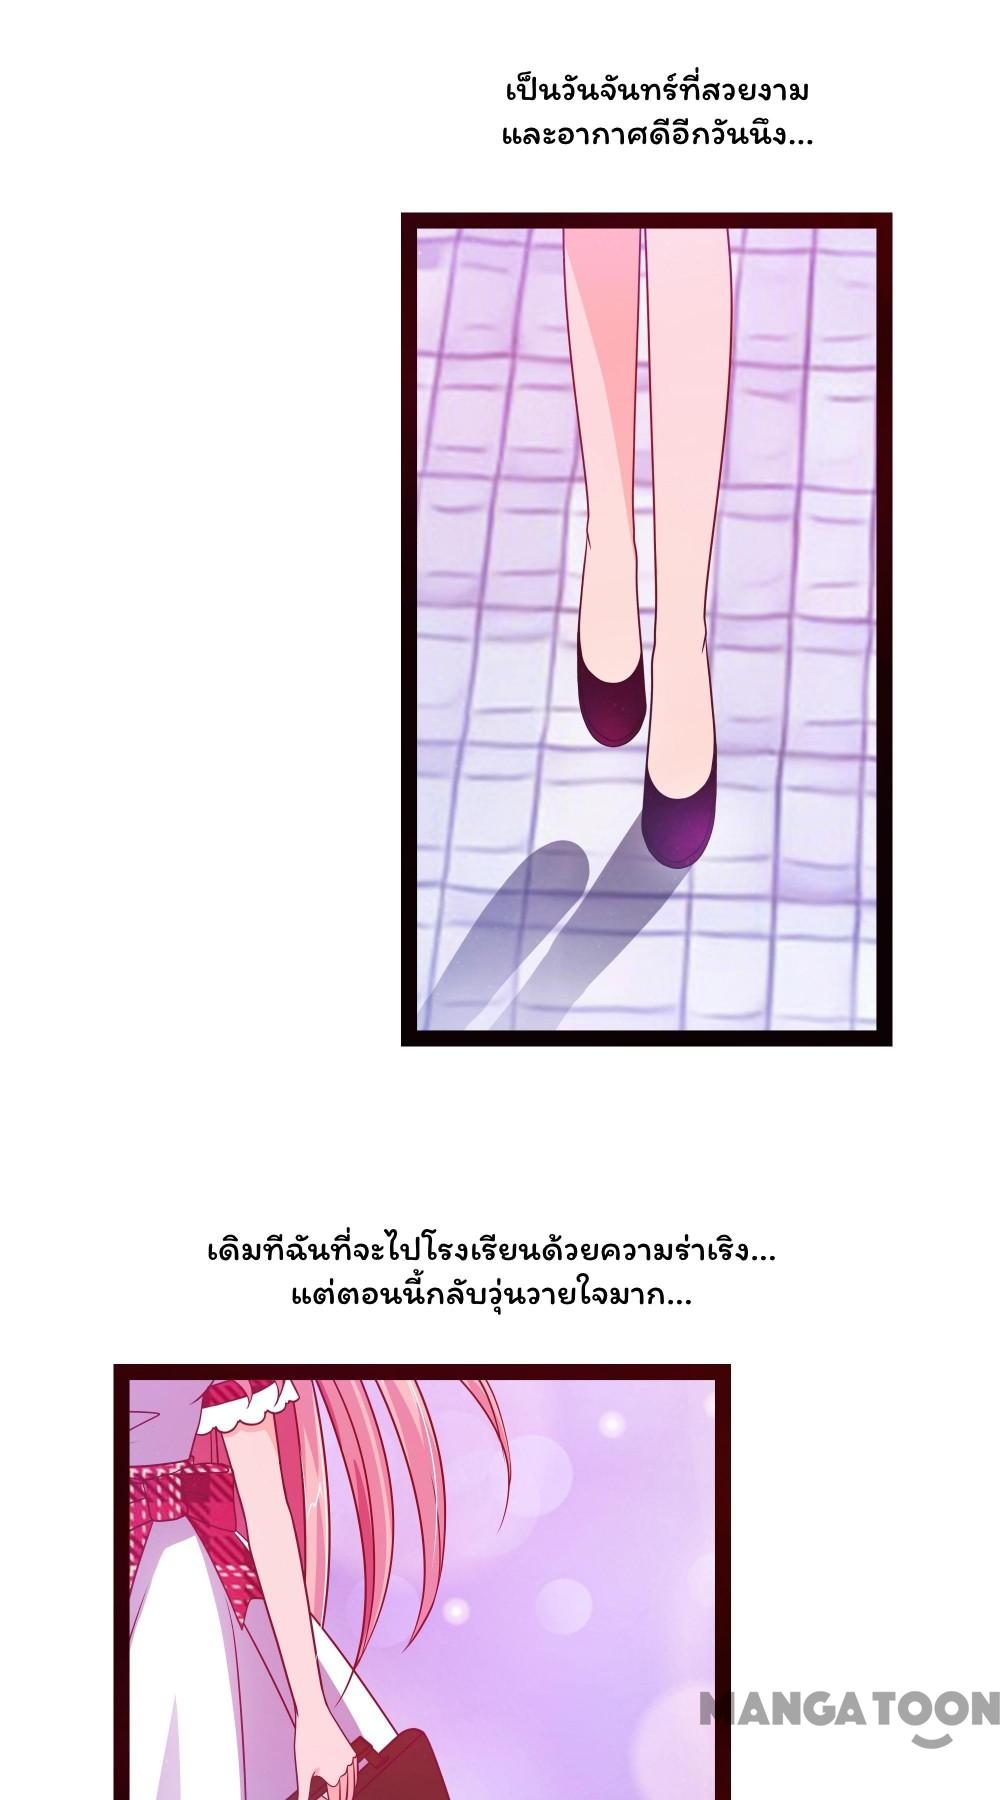 เป็นวันจันทร์ที่สวยงาม
และอากาศดีอีกวันนึง...
เดิมทีฉันที่จะไปโรงเรียนด้วยความร่าเริง...
แต่ตอนนี้กลับวุ่นวายใจมาก...
MANGATOON